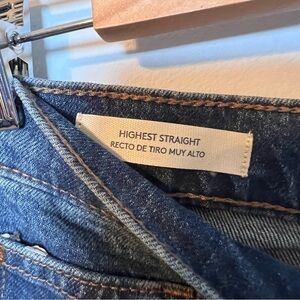 HIGHEST STRAIGHT
RECTO DE TIRO MUY ALTO